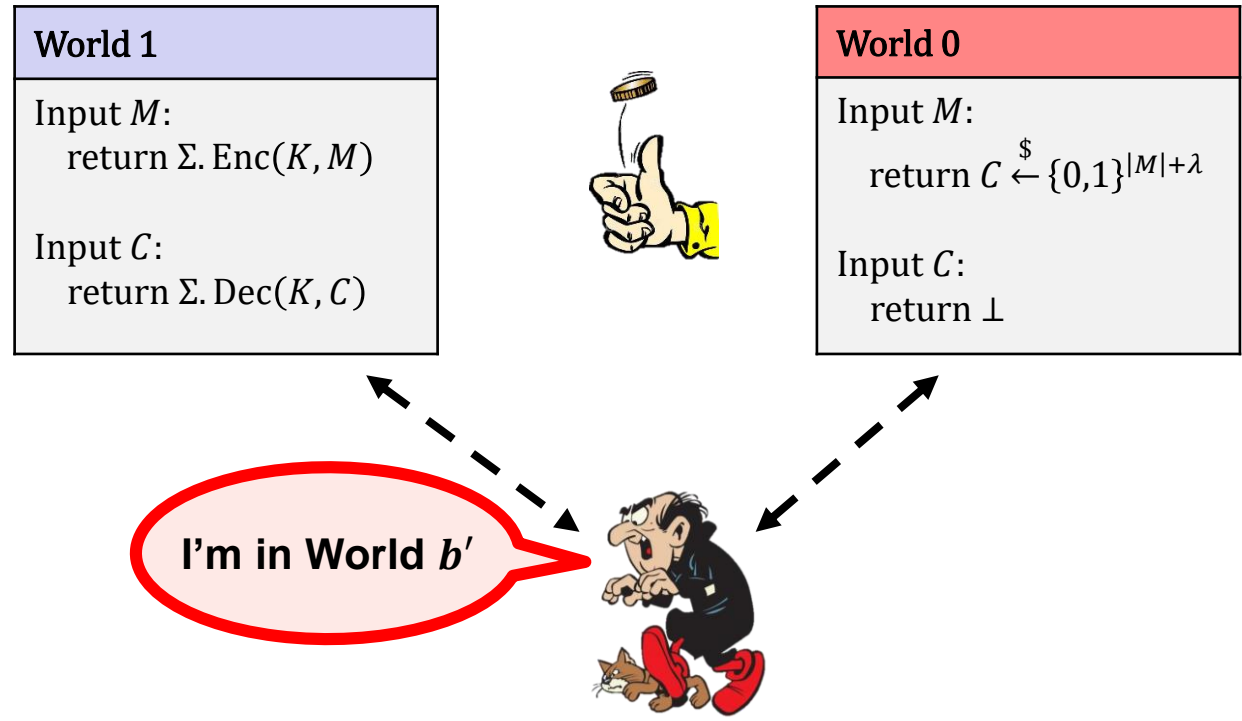 World 1
Input M:
return Σ. Enc(K, M)
Input C:
return Σ. Dec(K, C)
World 0
Input M:
return C $← {0,1}^{|M|+λ}
Input C:
return ⊥
I'm in World b′